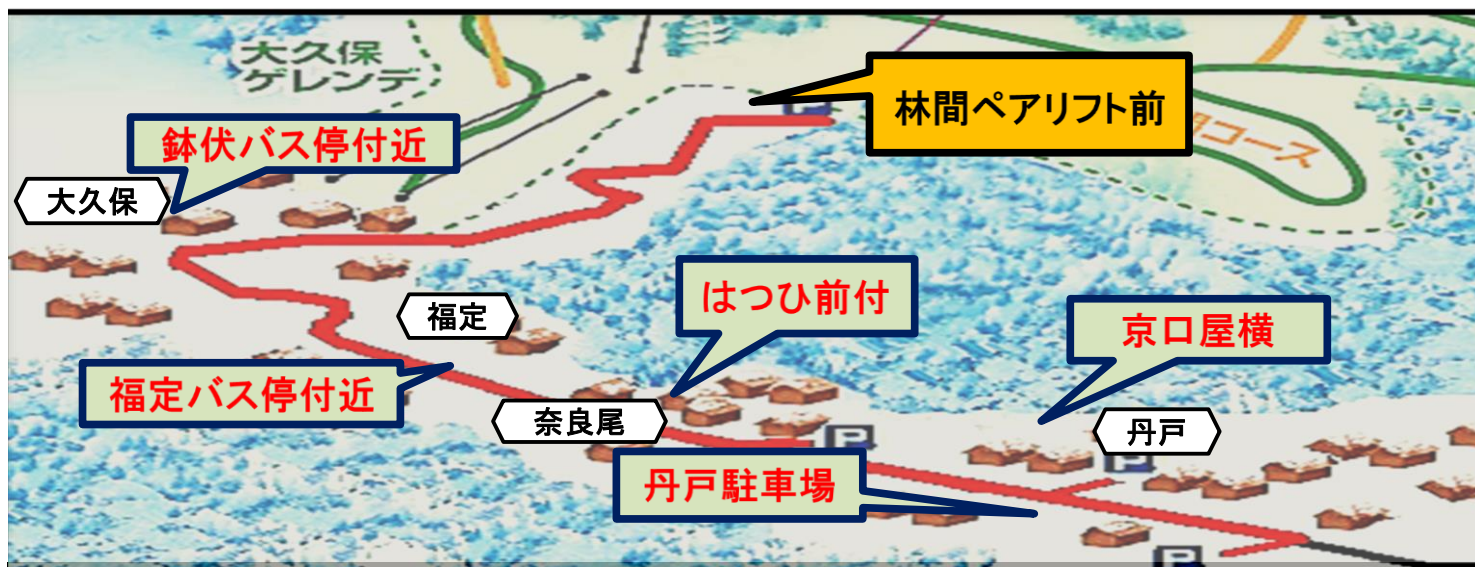 大久保
ゲレンデ
林間ペアリフト前
コース
鉢伏バス停付近
大久保
はつひ前付
福定
京口屋横
福定バス停付近
奈良尾
丹戸
P
丹戸駐車場
P
P
P